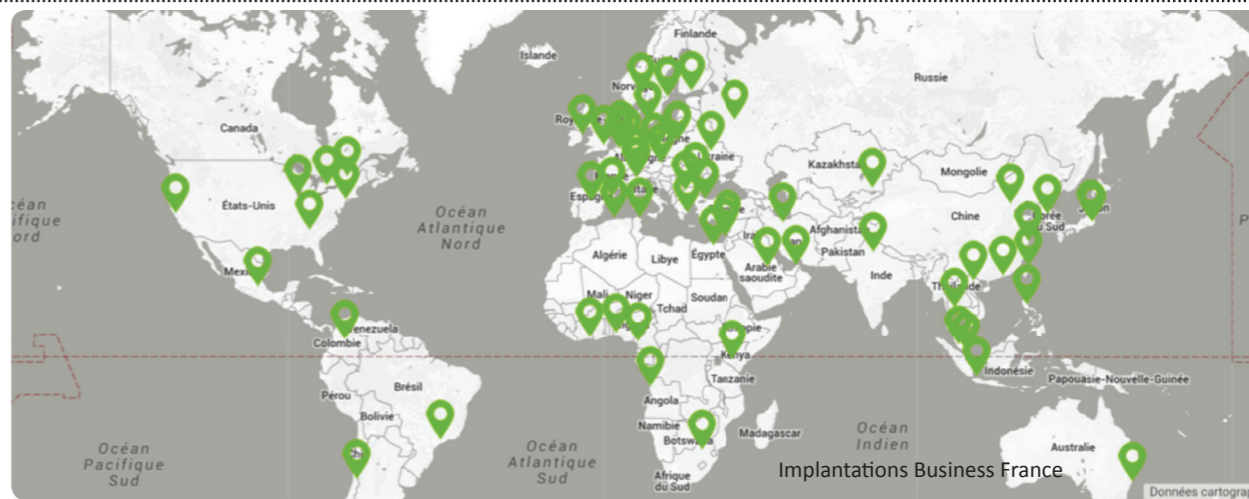 Finlande
Islande
Russie
Norv
Roy
Canada
Ukraine
Kazakhsta
Mongolie
Espag
États-Unis
Océan
Atlantique
Nord
Chine
Corée
du Sud
Afghanista
Pakistan
Algérie
Libye
Égypte
Arabie
saoudite
Inde
Mexi
Mali
Niger
Tchad
Soudan
Venezuela
Colombie
Kenya
Indonésie
Papouasie-Nouvelle-Guinée
Tanzanie
Brésil
Pérou
Angola
Bolivie
Namibie
Botswa
Madagascar
Océan
Indien
Australie
Océan
Pacifique
Sud
Océan
Atlantique
Sud
Afrique
du Sud
Implantations Business France
Données cartogra